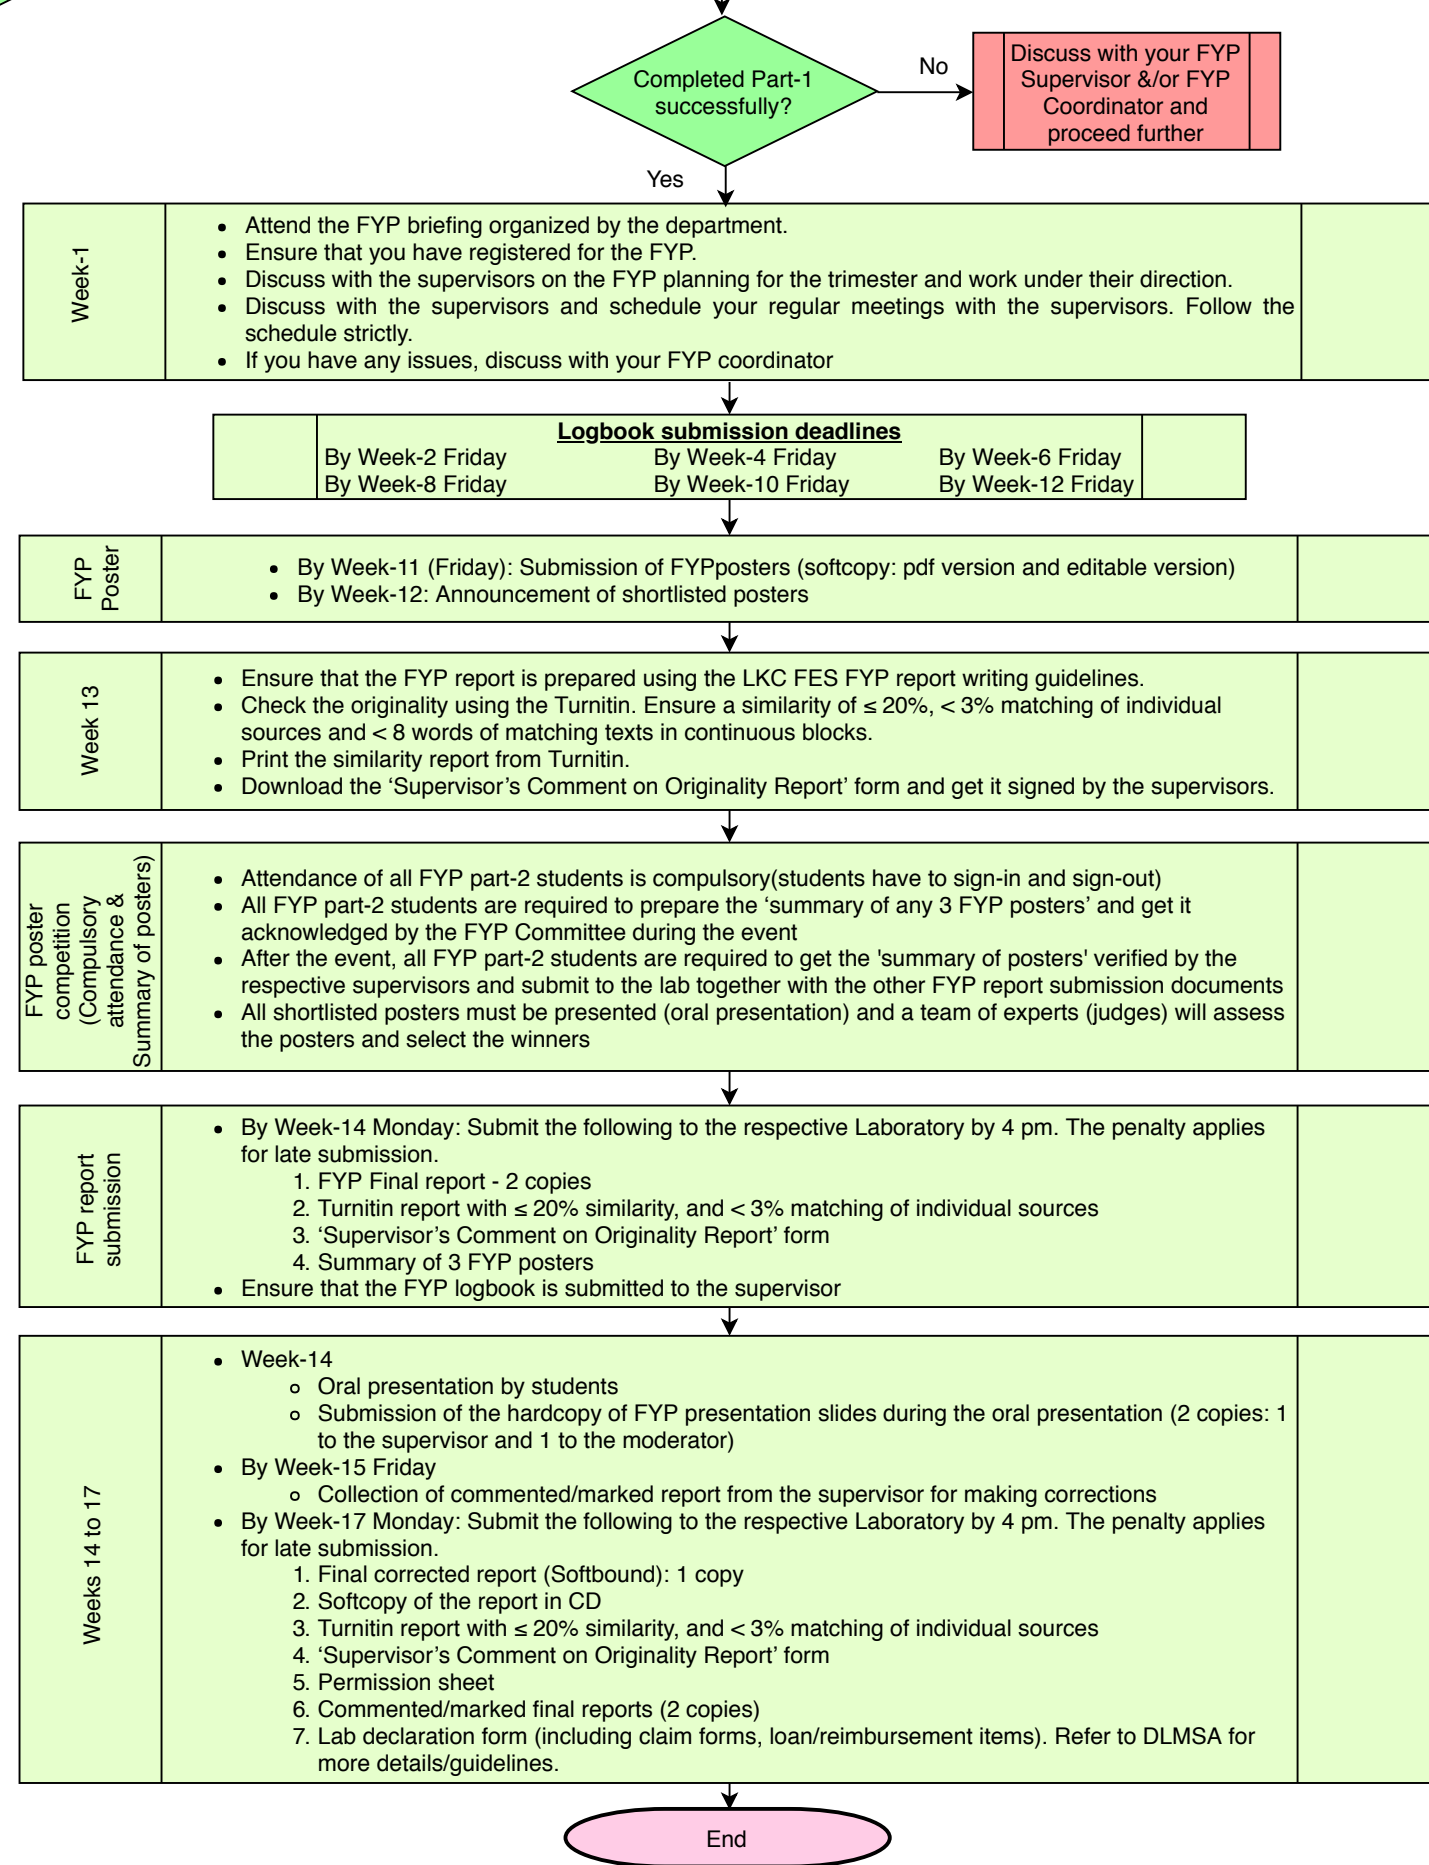 Completed Part-1
successfully?
No
Discuss with your FYP
Supervisor &/or FYP
Coordinator and
proceed further
Yes
Week-1
• Attend the FYP briefing organized by the department.
• Ensure that you have registered for the FYP.
• Discuss with the supervisors on the FYP planning for the trimester and work under their direction.
• Discuss with the supervisors and schedule your regular meetings with the supervisors. Follow the
schedule strictly.
• If you have any issues, discuss with your FYP coordinator
Logbook submission deadlines
By Week-2 Friday By Week-4 Friday By Week-6 Friday
By Week-8 Friday By Week-10 Friday By Week-12 Friday
FYP
Poster
• By Week-11 (Friday): Submission of FYPposters (softcopy: pdf version and editable version)
• By Week-12: Announcement of shortlisted posters
Week 13
• Ensure that the FYP report is prepared using the LKC FES FYP report writing guidelines.
• Check the originality using the Turnitin. Ensure a similarity of ≤ 20%, < 3% matching of individual
sources and < 8 words of matching texts in continuous blocks.
• Print the similarity report from Turnitin.
• Download the ‘Supervisor’s Comment on Originality Report’ form and get it signed by the supervisors.
FYP poster
competition
(Compulsory
attendance &
Summary of posters)
• Attendance of all FYP part-2 students is compulsory(students have to sign-in and sign-out)
• All FYP part-2 students are required to prepare the ‘summary of any 3 FYP posters’ and get it
acknowledged by the FYP Committee during the event
• After the event, all FYP part-2 students are required to get the 'summary of posters' verified by the
respective supervisors and submit to the lab together with the other FYP report submission documents
• All shortlisted posters must be presented (oral presentation) and a team of experts (judges) will assess
the posters and select the winners
FYP report
submission
• By Week-14 Monday: Submit the following to the respective Laboratory by 4 pm. The penalty applies
for late submission.
1. FYP Final report - 2 copies
2. Turnitin report with ≤ 20% similarity, and < 3% matching of individual sources
3. ‘Supervisor’s Comment on Originality Report’ form
4. Summary of 3 FYP posters
• Ensure that the FYP logbook is submitted to the supervisor
Weeks 14 to 17
• Week-14
o Oral presentation by students
o Submission of the hardcopy of FYP presentation slides during the oral presentation (2 copies: 1
to the supervisor and 1 to the moderator)
• By Week-15 Friday
o Collection of commented/marked report from the supervisor for making corrections
• By Week-17 Monday: Submit the following to the respective Laboratory by 4 pm. The penalty applies
for late submission.
1. Final corrected report (Softbound): 1 copy
2. Softcopy of the report in CD
3. Turnitin report with ≤ 20% similarity, and < 3% matching of individual sources
4. ‘Supervisor’s Comment on Originality Report’ form
5. Permission sheet
6. Commented/marked final reports (2 copies)
7. Lab declaration form (including claim forms, loan/reimbursement items). Refer to DLMSA for
more details/guidelines.
End